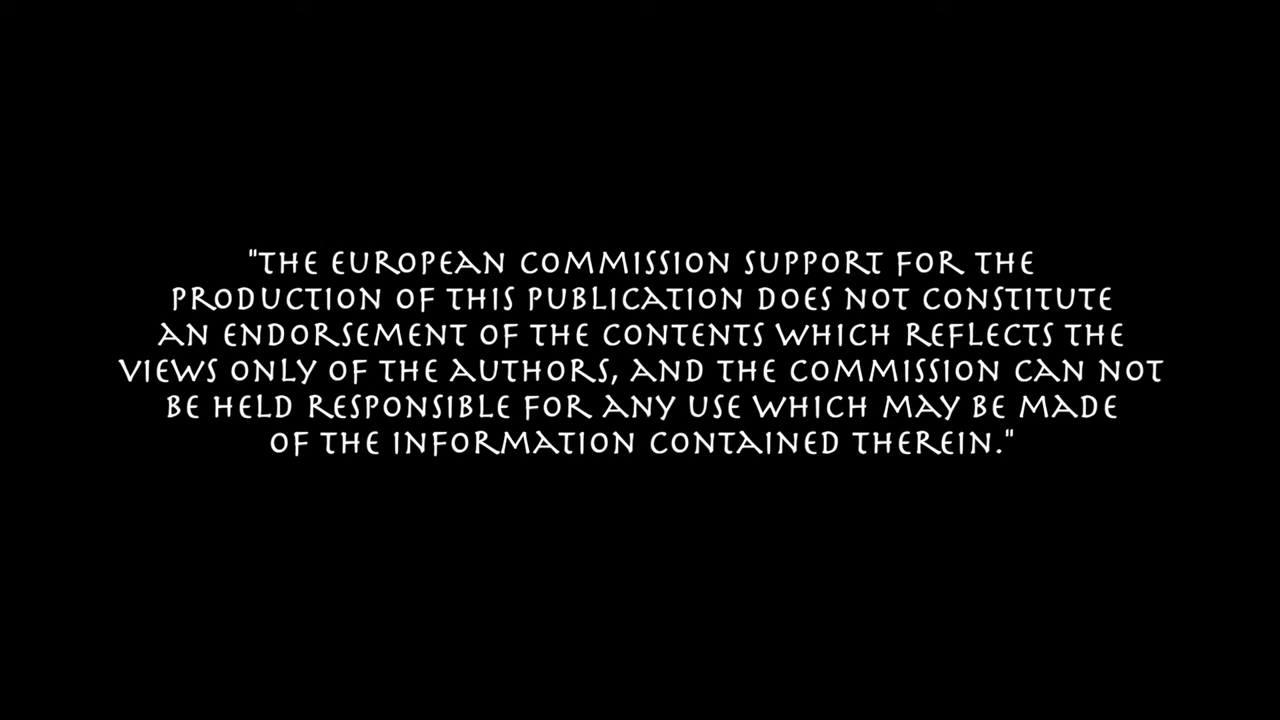 "THE EUROPEAN COMMISSION SUPPORT FOR THE
PRODUCTION OF THIS PUBLICATION DOES NOT CONSTITUTE
AN ENDORSEMENT OF THE CONTENTS WHICH REFLECTS THE
VIEWS ONLY OF THE AUTHORS, AND THE COMMISSION CAN NOT
BE HELD RESPONSIBLE FOR ANY USE WHICH MAY BE MADE
OF THE INFORMATION CONTAINED THEREIN."